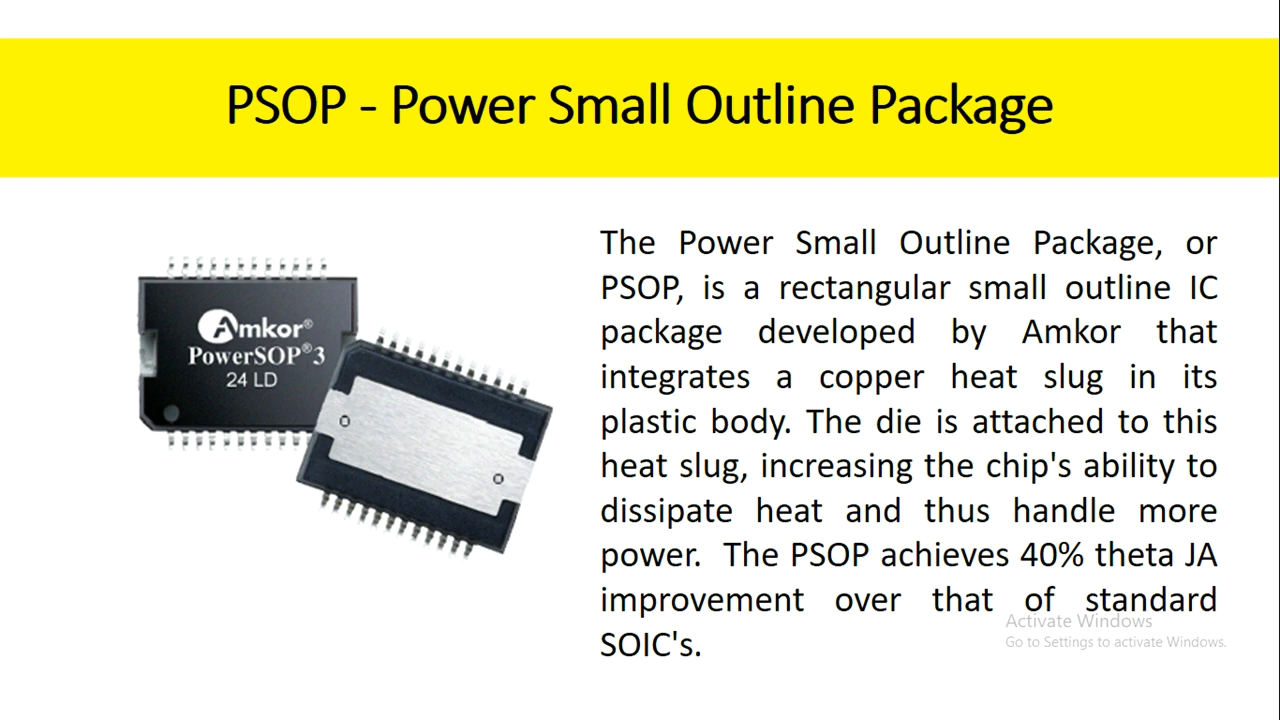 PSOP - Power Small Outline Package
Amkor®
PowerSOP®3
24 LD
The Power Small Outline Package, or
PSOP, is a rectangular small outline IC
package developed by Amkor that
integrates a copper heat slug in its
plastic body. The die is attached to this
heat slug, increasing the chip's ability to
dissipate heat and thus handle more
power.  The PSOP achieves 40% theta JA
improvement over that of standard
SOIC's.
Activate Windows
Go to Settings to activate Windows.